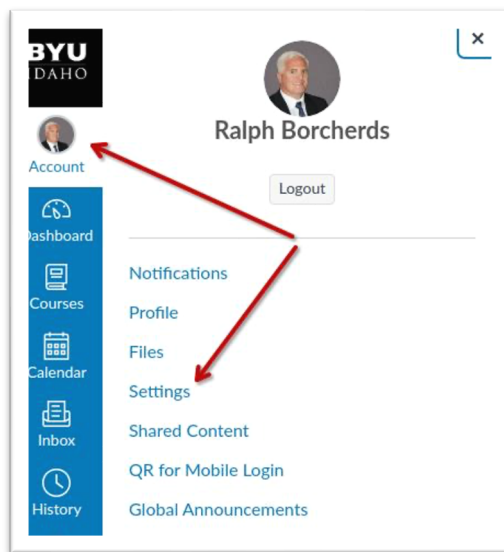 BYU
IDAHO
Account
Dashboard
Courses
Calendar
Inbox
History
×
Ralph Borcherds
Logout
Notifications
Profile
Files
Settings
Shared Content
QR for Mobile Login
Global Announcements